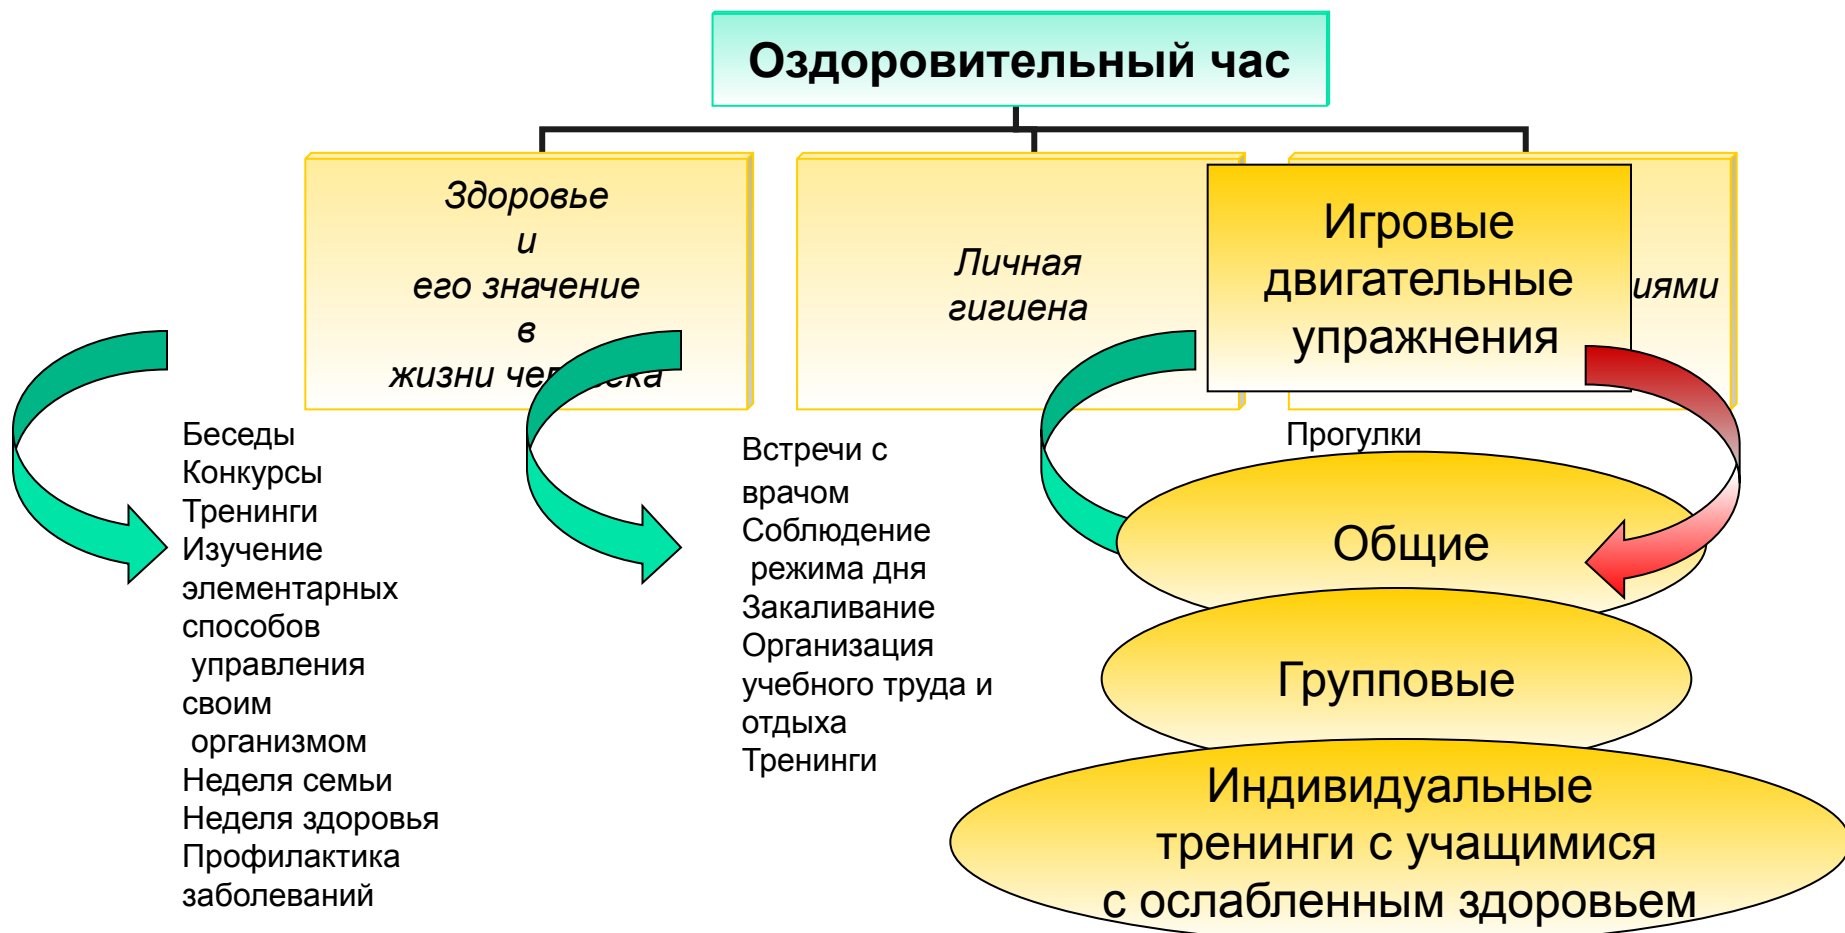 Оздоровительный час
Здоровье
и
его значение
в
жизни человека
Личная
гигиена
Игровые
двигательные
упражнения
иями
Беседы
Конкурсы
Тренинги
Изучение
элементарных
способов
управления
своим
организмом
Неделя семьи
Неделя здоровья
Профилактика
заболеваний
Встречи с
врачом
Соблюдение
режима дня
Закаливание
Организация
учебного труда и
отдыха
Тренинги
Прогулки
Общие
Групповые
Индивидуальные
тренинги с учащимися
с ослабленным здоровьем